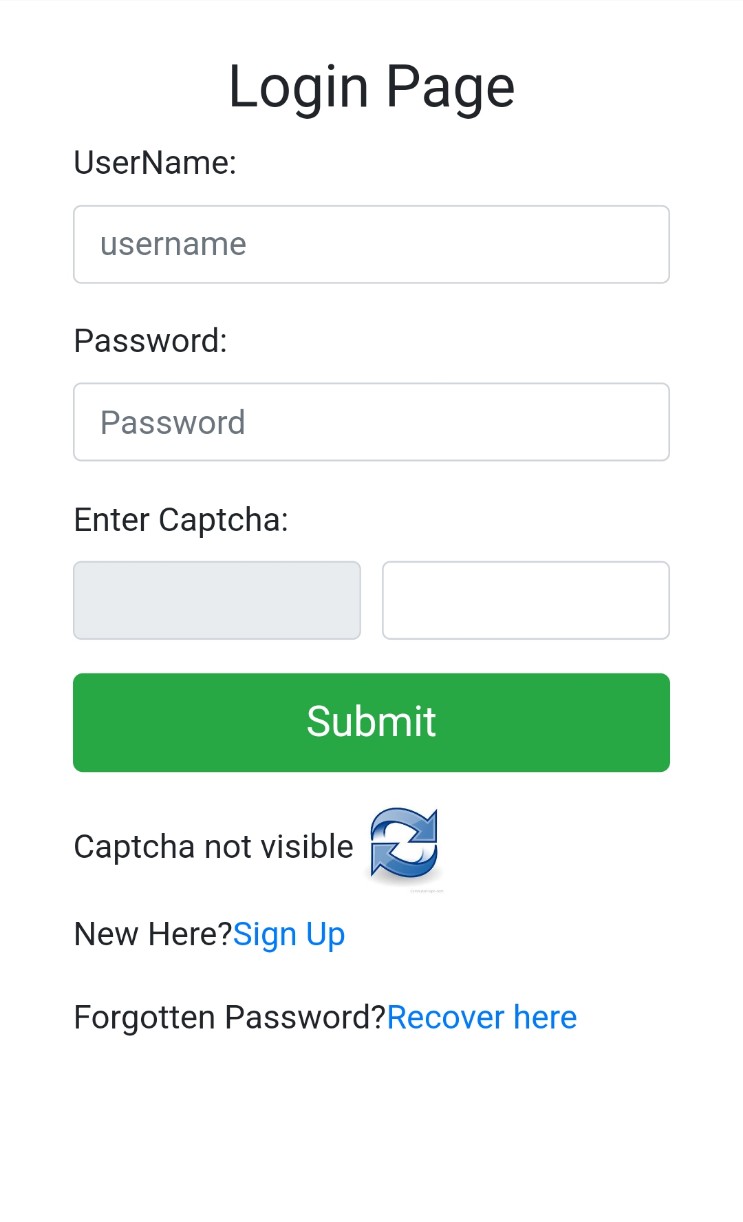 Login Page
UserName:
username
Password:
Password
Enter Captcha:
Submit
Captcha not visible
New Here?Sign Up
Forgotten Password?Recover here